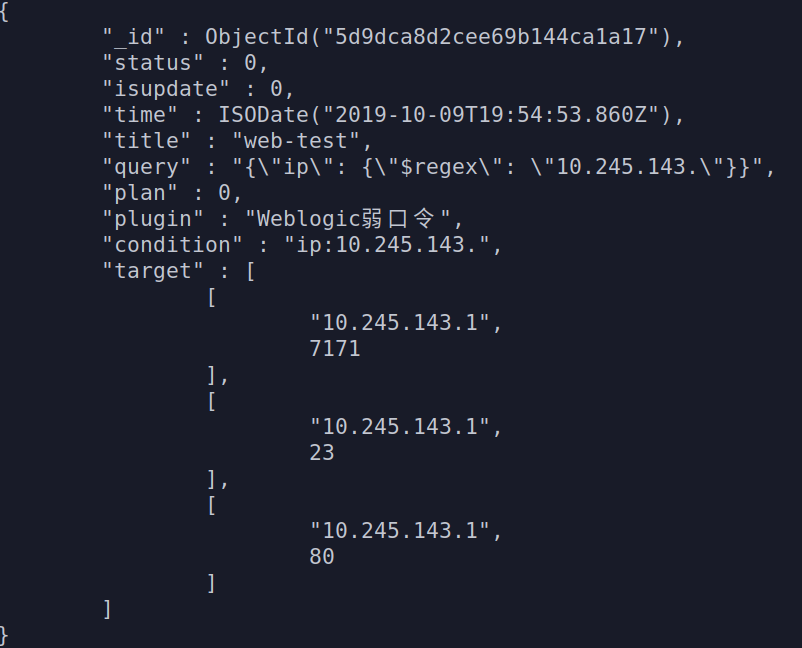 {
"_id" : ObjectId("5d9dca8d2cee69b144ca1a17"),
"status" : 0,
"isupdate" : 0,
"time" : ISODate("2019-10-09T19:54:53.860Z"),
"title" : "web-test",
"query" : "{\"ip\": {\"$regex\": \"10.245.143.\"}}",
"plan" : 0,
"plugin" : "Weblogic弱口令",
"condition" : "ip:10.245.143.",
"target" : [
[
"10.245.143.1",
7171
],
[
"10.245.143.1",
23
],
[
"10.245.143.1",
80
]
]
}